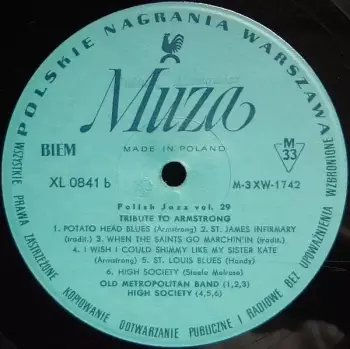 POLSKIE NAGRANIA WARSZAWA
Muza
MADE IN POLAND
BIEM
M
33
XL 0841 b
M-3 XW-1742
Polish Jazz vol. 29
TRIBUTE TO ARMSTRONG
1. POTATO HEAD BLUES (Armstrong) 2. ST. JAMES INFIRMARY
(tradit.) 3. WHEN THE SAINTS GO MARCHIN'IN (tradit.)
4. I WISH I COULD SHIMMY LIKE MY SISTER KATE
(Armstrong) 5. ST. LOUIS BLUES (Handy)
6. HIGH SOCIETY (Steele Melrose)
OLD METROPOLITAN BAND (1,2,3)
HIGH SOCIETY (4,5,6)
WSZYSTKIE PRAWA ZASTRZEŻONE KOPIOWANIE ODTWARZANIE PUBLICZNE I RADIOWE BEZ UPOWAŻNIENIA WZBRONIONE